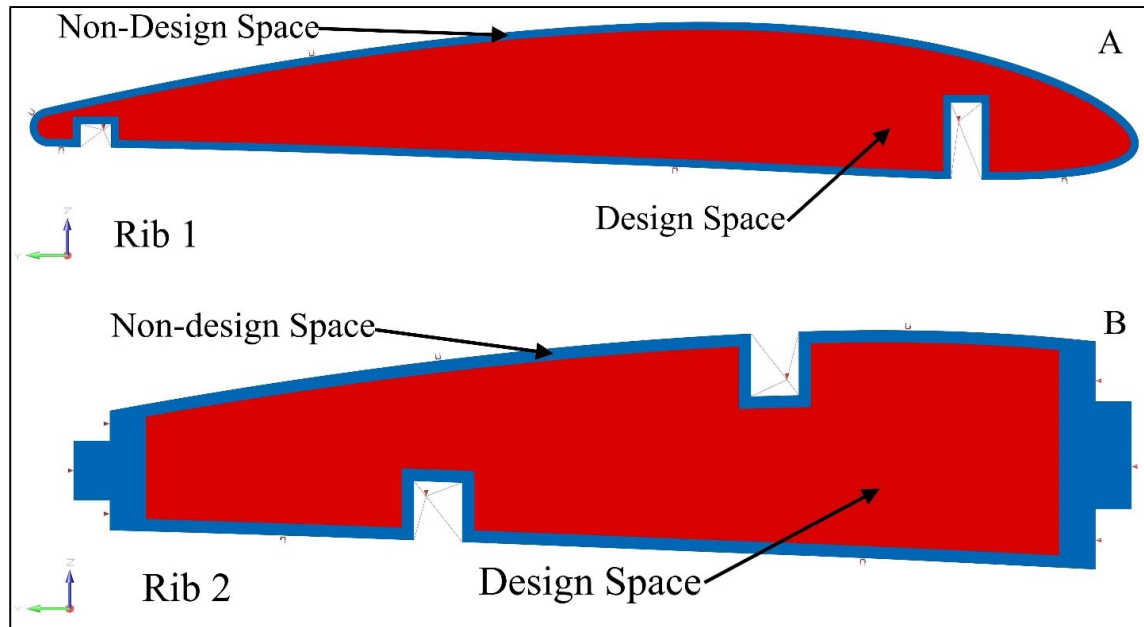 Non-Design Space
A
Design Space
Z
Y
Rib 1
Non-design Space
B
Design Space
Z
Y
Rib 2